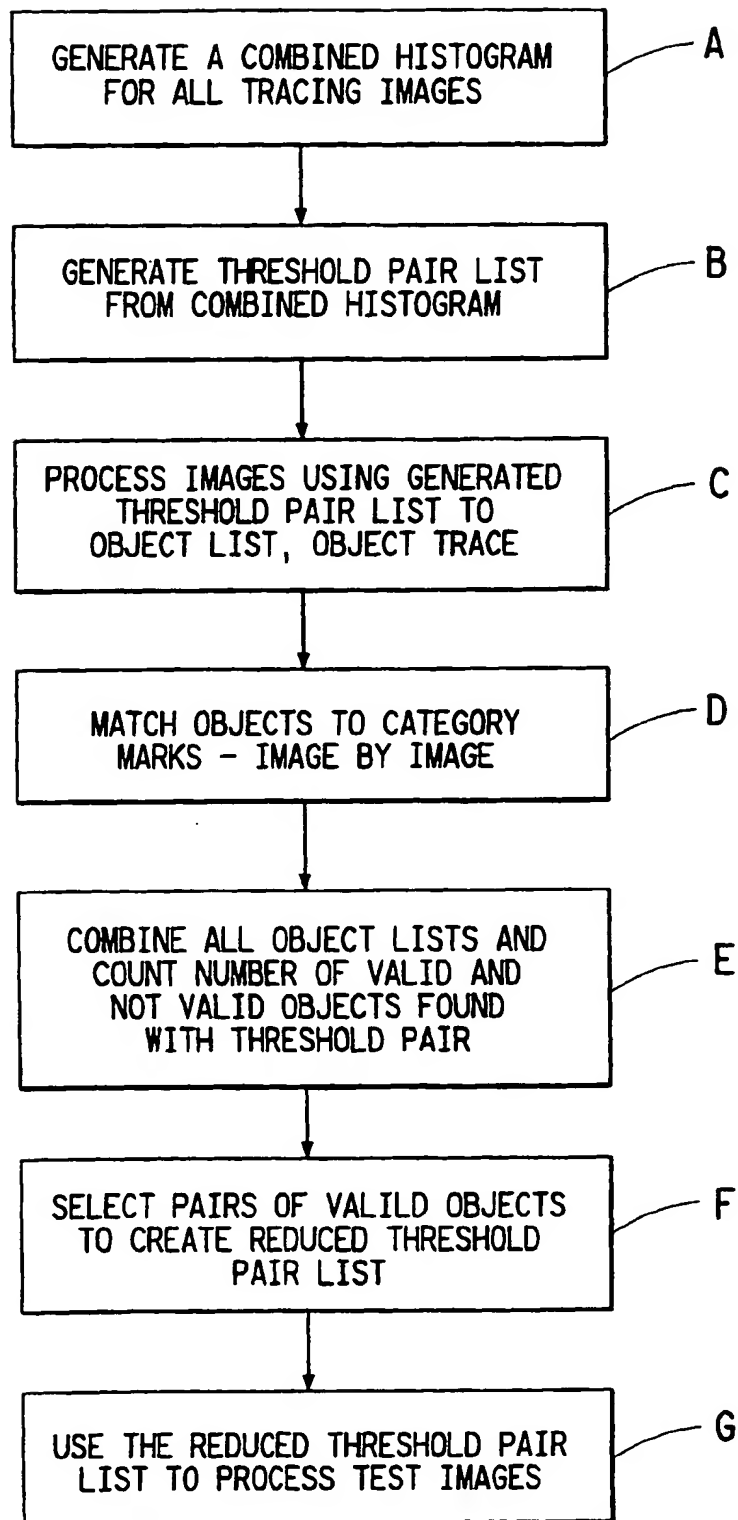 GENERATE A COMBINED HISTOGRAM
FOR ALL TRACING IMAGES
A
GENERATE THRESHOLD PAIR LIST
FROM COMBINED HISTOGRAM
B
PROCESS IMAGES USING GENERATED
THRESHOLD PAIR LIST TO
OBJECT LIST, OBJECT TRACE
C
MATCH OBJECTS TO CATEGORY
MARKS – IMAGE BY IMAGE
D
COMBINE ALL OBJECT LISTS AND
COUNT NUMBER OF VALID AND
NOT VALID OBJECTS FOUND
WITH THRESHOLD PAIR
E
SELECT PAIRS OF VALILD OBJECTS
TO CREATE REDUCED THRESHOLD
PAIR LIST
F
USE THE REDUCED THRESHOLD PAIR
LIST TO PROCESS TEST IMAGES
G